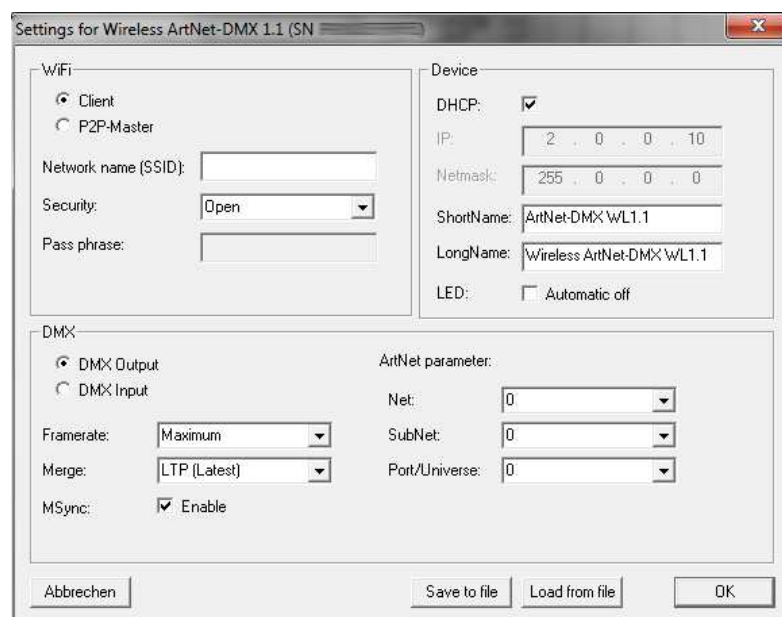 Settings for Wireless ArtNet-DMX 1.1 (SN
WiFi
Client
P2P-Master
Network name (SSID):
Security: Open
Pass phrase:
Device
DHCP:
IP: 2 . 0 . 0 . 10
Netmask: 255 . 0 . 0 . 0
ShortName: ArtNet-DMX WL1.1
LongName: Wireless ArtNet-DMX WL1.1
LED: Automatic off
DMX
DMX Output
DMX Input
Framerate: Maximum
Merge: LTP (Latest)
MSync: Enable
ArtNet parameter:
Net: 0
SubNet: 0
Port/Universe: 0
Abbrechen
Save to file
Load from file
OK